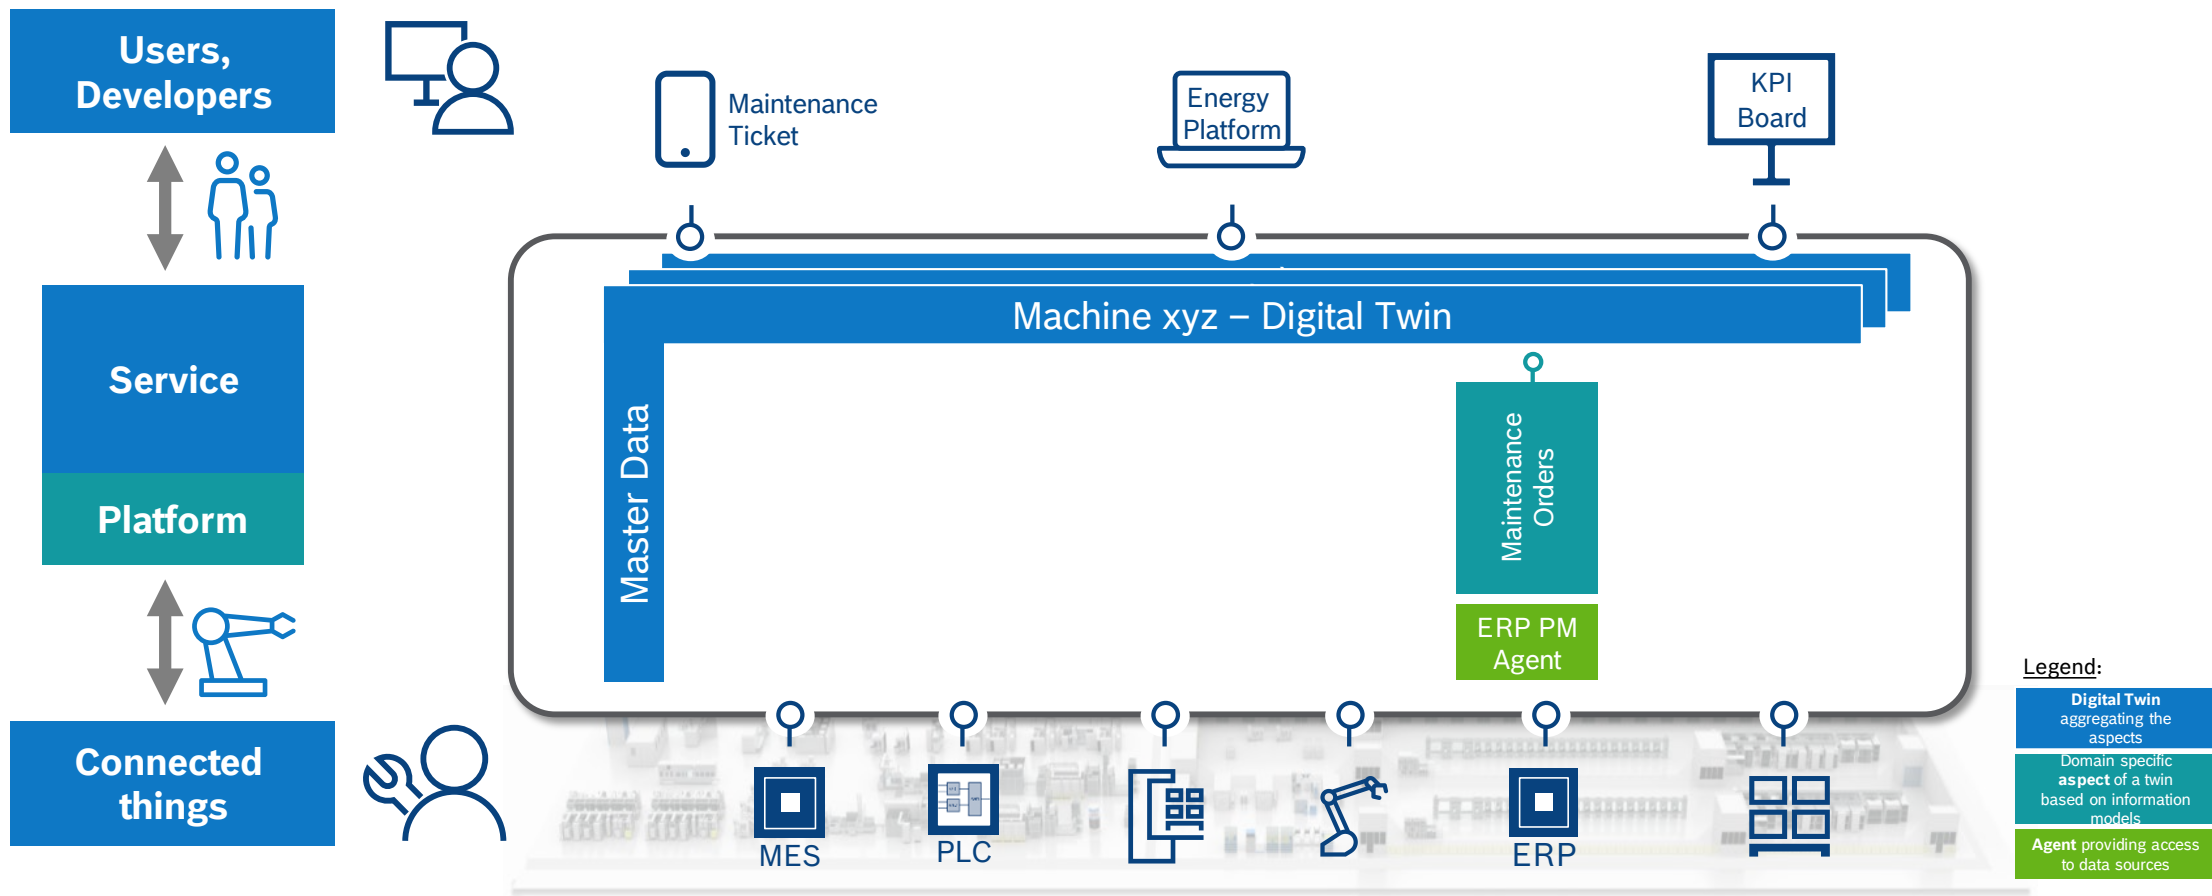 Users,
Developers
Service
Platform
Connected
things
Maintenance
Ticket
Energy
Platform
KPI
Board
Machine xyz – Digital Twin
Master Data
Maintenance
Orders
ERP PM
Agent
MES
PLC
ERP
Legend:
Digital Twin
aggregating the
aspects
Domain specific
aspect of a twin
based on information
models
Agent providing access
to data sources